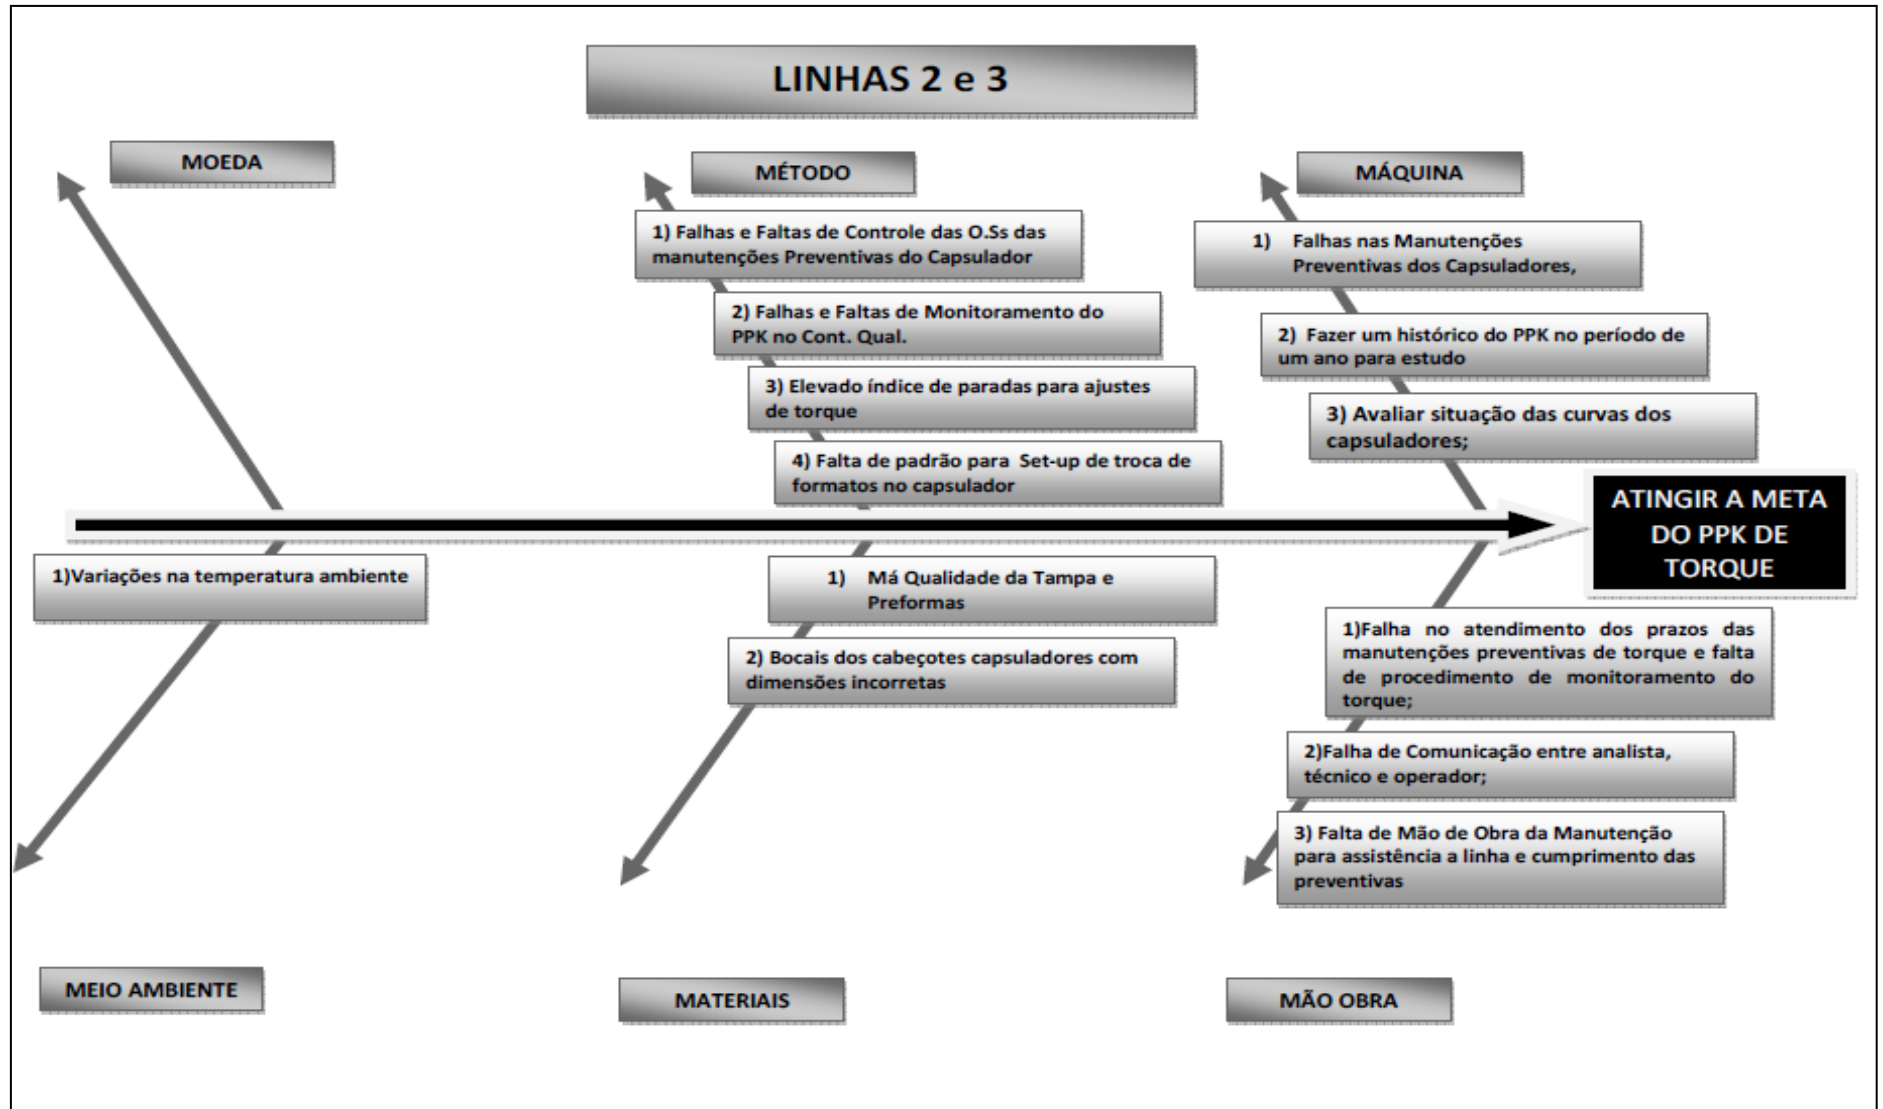 LINHAS 2 e 3
MOEDA
MÉTODO
MÁQUINA
1) Falhas e Faltas de Controle das O.Ss das
manutenções Preventivas do Capsulador
2) Falhas e Faltas de Monitoramento do
PPK no Cont. Qual.
3) Elevado índice de paradas para ajustes
de torque
4) Falta de padrão para Set-up de troca de
formatos no capsulador
1) Falhas nas Manutenções
Preventivas dos Capsuladores,
2) Fazer um histórico do PPK no período de
um ano para estudo
3) Avaliar situação das curvas dos
capsuladores;
ATINGIR A META
DO PPK DE
TORQUE
1)Variações na temperatura ambiente
1) Má Qualidade da Tampa e
Preformas
2) Bocais dos cabeçotes capsuladores com
dimensões incorretas
1)Falha no atendimento dos prazos das
manutenções preventivas de torque e falta
de procedimento de monitoramento do
torque;
2)Falha de Comunicação entre analista,
técnico e operador;
3) Falta de Mão de Obra da Manutenção
para assistência a linha e cumprimento das
preventivas
MEIO AMBIENTE
MATERIAIS
MÃO OBRA